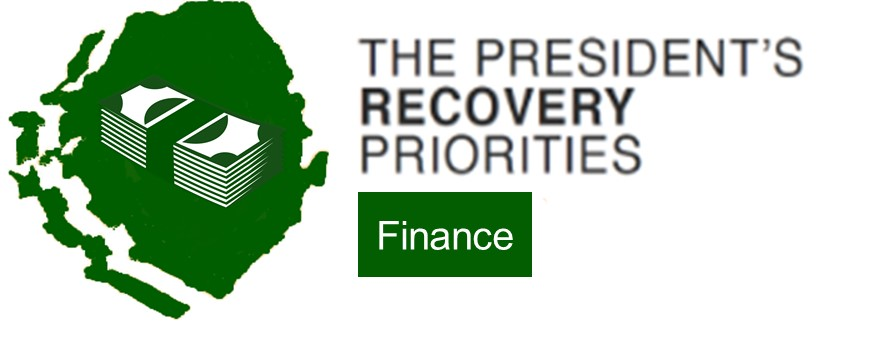 THE PRESIDENT’S
RECOVERY
PRIORITIES
Finance